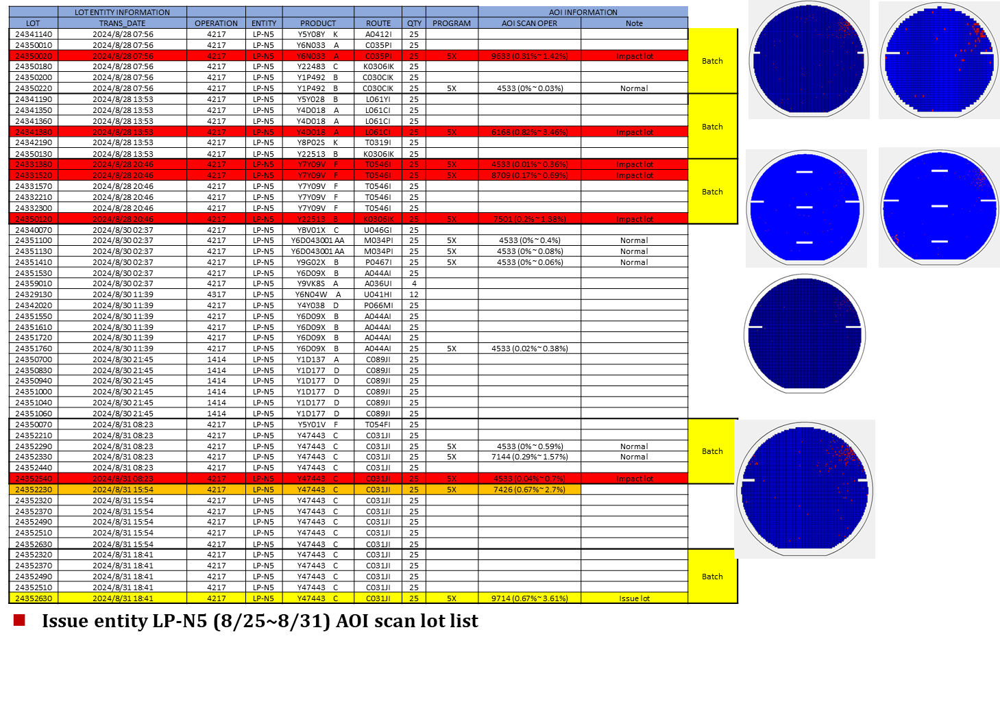 LOT ENTITY INFORMATION AOI INFORMATION
LOT TRANS_DATE OPERATION ENTITY PRODUCT ROUTE QTY PROGRAM AOI SCAN OPER Note
24341140 2024/8/28 07:56 4217 LP-N5 Y5Y08Y K A0412I 25
24350010 2024/8/28 07:56 4217 LP-N5 Y6N033 A C035PI 25
24350020 2024/8/28 07:56 4217 LP-N5 Y6N033 A C035PI 25 5X 9633 (0.31%~1.42%) Impact lot
Batch
24350180 2024/8/28 07:56 4217 LP-N5 Y22483 C K0306IK 25
24350200 2024/8/28 07:56 4217 LP-N5 Y1P492 B C030CIK 25
24350220 2024/8/28 07:56 4217 LP-N5 Y1P492 B C030CIK 25 5X 4533 (0%~0.03%) Normal
24341190 2024/8/28 13:53 4217 LP-N5 Y5Y028 B L061YI 25
24341350 2024/8/28 13:53 4217 LP-N5 Y4D018 A L061CI 25
24341360 2024/8/28 13:53 4217 LP-N5 Y4D018 A L061CI 25
Batch
24341380 2024/8/28 13:53 4217 LP-N5 Y4D018 A L061CI 25 5X 6168 (0.82%~3.46%) Impact lot
24342190 2024/8/28 13:53 4217 LP-N5 Y8P02S K T0319I 25
24350130 2024/8/28 13:53 4217 LP-N5 Y22513 B K0306IK 25
24331380 2024/8/28 20:46 4217 LP-N5 Y7Y09V F T0546I 25 5X 4533 (0.01%~0.36%) Impact lot
24331520 2024/8/28 20:46 4217 LP-N5 Y7Y09V F T0546I 25 5X 8709 (0.17%~0.69%) Impact lot
24331570 2024/8/28 20:46 4217 LP-N5 Y7Y09V F T0546I 25
Batch
24332210 2024/8/28 20:46 4217 LP-N5 Y7Y09V F T0546I 25
24332300 2024/8/28 20:46 4217 LP-N5 Y7Y09V F T0546I 25
24350120 2024/8/28 20:46 4217 LP-N5 Y22513 B K0306IK 25 5X 7501 (0.2%~1.38%) Impact lot
24340070 2024/8/30 02:37 4217 LP-N5 YBV01X C U046GI 25
24351100 2024/8/30 02:37 4217 LP-N5 Y6D043001 AA M034PI 25 5X 4533 (0%~0.4%) Normal
24351130 2024/8/30 02:37 4217 LP-N5 Y6D043001 AA M034PI 25 5X 4533 (0%~0.08%) Normal
24351410 2024/8/30 02:37 4217 LP-N5 Y9G02X B P0467I 25 5X 4533 (0%~0.06%) Normal
24351530 2024/8/30 02:37 4217 LP-N5 Y6D09X B A044AI 25
24359010 2024/8/30 02:37 4217 LP-N5 Y9VK8S A A036UI 4
24329130 2024/8/30 11:39 4317 LP-N5 Y6N04W A U041HI 12
24342020 2024/8/30 11:39 4217 LP-N5 Y4Y038 D P066MI 25
24351550 2024/8/30 11:39 4217 LP-N5 Y6D09X B A044AI 25
24351610 2024/8/30 11:39 4217 LP-N5 Y6D09X B A044AI 25
24351720 2024/8/30 11:39 4217 LP-N5 Y6D09X B A044AI 25
24351760 2024/8/30 11:39 4217 LP-N5 Y6D09X B A044AI 25 5X 4533 (0.02%~0.38%)
24350700 2024/8/30 21:45 1414 LP-N5 Y1D137 A C089JI 25
24350830 2024/8/30 21:45 1414 LP-N5 Y1D177 D C089JI 25
24350940 2024/8/30 21:45 1414 LP-N5 Y1D177 D C089JI 25
24351000 2024/8/30 21:45 1414 LP-N5 Y1D177 D C089JI 25
24351040 2024/8/30 21:45 1414 LP-N5 Y1D177 D C089JI 25
24351060 2024/8/30 21:45 1414 LP-N5 Y1D177 D C089JI 25
24350070 2024/8/31 08:23 4217 LP-N5 Y5Y01V F T054FI 25
24352210 2024/8/31 08:23 4217 LP-N5 Y47443 C C031JI 25
24352290 2024/8/31 08:23 4217 LP-N5 Y47443 C C031JI 25 5X 4533 (0%~0.59%) Normal
Batch
24352330 2024/8/31 08:23 4217 LP-N5 Y47443 C C031JI 25 5X 7144 (0.29%~1.57%) Normal
24352440 2024/8/31 08:23 4217 LP-N5 Y47443 C C031JI 25
24352540 2024/8/31 08:23 4217 LP-N5 Y47443 C C031JI 25 5X 4533 (0.04%~0.7%) Impact lot
24352230 2024/8/31 15:54 4217 LP-N5 Y47443 C C031JI 25 5X 7426 (0.67%~2.7%)
24352320 2024/8/31 15:54 4217 LP-N5 Y47443 C C031JI 25
24352370 2024/8/31 15:54 4217 LP-N5 Y47443 C C031JI 25
24352490 2024/8/31 15:54 4217 LP-N5 Y47443 C C031JI 25
24352510 2024/8/31 15:54 4217 LP-N5 Y47443 C C031JI 25
24352630 2024/8/31 15:54 4217 LP-N5 Y47443 C C031JI 25
24352320 2024/8/31 18:41 4217 LP-N5 Y47443 C C031JI 25
24352370 2024/8/31 18:41 4217 LP-N5 Y47443 C C031JI 25
24352490 2024/8/31 18:41 4217 LP-N5 Y47443 C C031JI 25
Batch
24352510 2024/8/31 18:41 4217 LP-N5 Y47443 C C031JI 25
24352630 2024/8/31 18:41 4217 LP-N5 Y47443 C C031JI 25 5X 9714 (0.67%~3.61%) Issue lot
Issue entity LP-N5 (8/25~8/31) AOI scan lot list